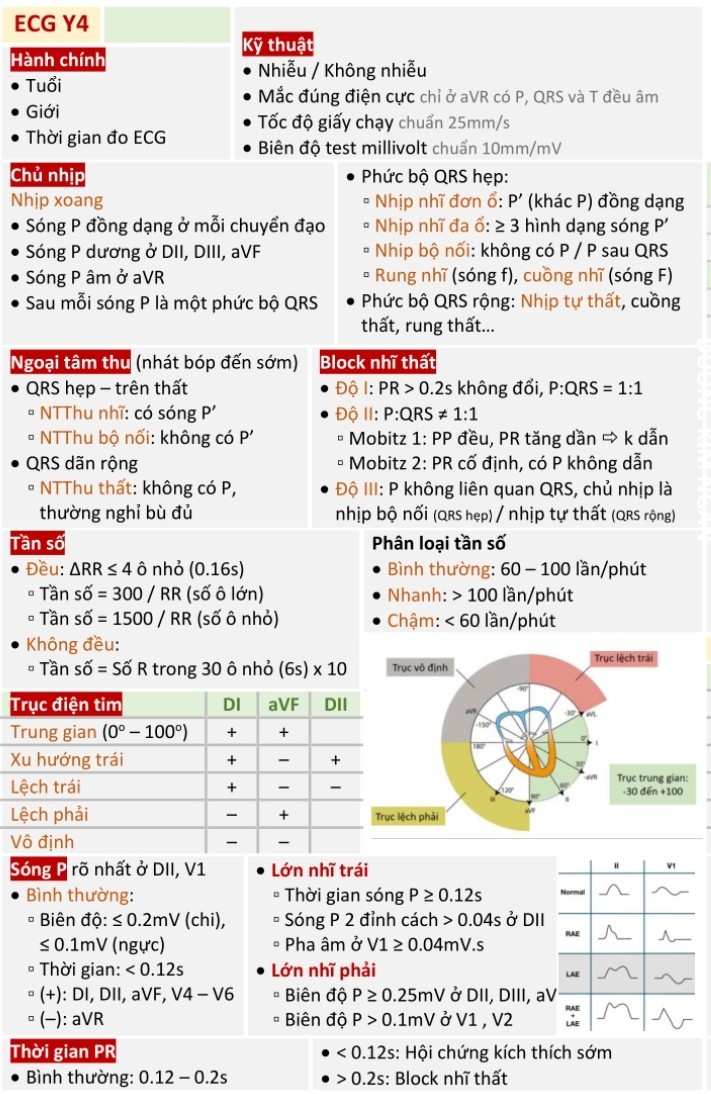 ECG Y4
Hành chính
• Tuổi
• Giới
• Thời gian đo ECG
Kỹ thuật
• Nhiễu / Không nhiễu
• Mắc đúng điện cực chỉ ở aVR có P, QRS và T đều âm
• Tốc độ giấy chạy chuẩn 25mm/s
• Biên độ test millivolt chuẩn 10mm/mV
Chủ nhịp
Nhịp xoang
• Sóng P đồng dạng ở mỗi chuyển đạo
• Sóng P dương ở DII, DIII, aVF
• Sóng P âm ở aVR
• Sau mỗi sóng P là một phức bộ QRS
• Phức bộ QRS hẹp:
▫ Nhịp nhĩ đơn ổ: P’ (khác P) đồng dạng
▫ Nhịp nhĩ đa ổ: ≥ 3 hình dạng sóng P’
▫ Nhip bộ nối: không có P / P sau QRS
▫ Rung nhĩ (sóng f), cuồng nhĩ (sóng F)
• Phức bộ QRS rộng: Nhịp tự thất, cuồng
thất, rung thất...
Ngoại tâm thu (nhát bóp đến sớm)
• QRS hẹp – trên thất
▫ NTThu nhĩ: có sóng P’
▫ NTThu bộ nối: không có P’
• QRS dãn rộng
▫ NTThu thất: không có P,
thường nghỉ bù đủ
Block nhĩ thất
• Độ I: PR > 0.2s không đổi, P:QRS = 1:1
• Độ II: P:QRS ≠ 1:1
▫ Mobitz 1: PP đều, PR tăng dần ⇨ k dẫn
▫ Mobitz 2: PR cố định, có P không dẫn
• Độ III: P không liên quan QRS, chủ nhịp là
nhịp bộ nối (QRS hẹp) / nhịp tự thất (QRS rộng)
Tần số
• Đều: ΔRR ≤ 4 ô nhỏ (0.16s)
▫ Tần số = 300 / RR (số ô lớn)
▫ Tần số = 1500 / RR (số ô nhỏ)
• Không đều:
▫ Tần số = Số R trong 30 ô nhỏ (6s) x 10
Phân loại tần số
• Bình thường: 60 – 100 lần/phút
• Nhanh: > 100 lần/phút
• Chậm: < 60 lần/phút
Trục điện tim DI aVF DII
Trung gian (0º – 100º) + +
Xu hướng trái + – +
Lệch trái + – –
Lệch phải – +
Vô định – –
Trục vô định
Trục lệch trái
-90°
aVR
-150°
-30°
aVL
180°
0°
I
30°
-aVR
120°
III
90°
aVF
60°
II
Trục lệch phải
Trục trung gian:
-30 đến +100
Sóng P rõ nhất ở DII, V1
• Bình thường:
▫ Biên độ: ≤ 0.2mV (chi),
≤ 0.1mV (ngực)
▫ Thời gian: < 0.12s
▫ (+): DI, DII, aVF, V4 – V6
▫ (–): aVR
• Lớn nhĩ trái
▫ Thời gian sóng P ≥ 0.12s
▫ Sóng P 2 đỉnh cách > 0.04s ở DII
▫ Pha âm ở V1 ≥ 0.04mV.s
• Lớn nhĩ phải
▫ Biên độ P ≥ 0.25mV ở DII, DIII, aV
▫ Biên độ P > 0.1mV ở V1 , V2
II V1
Normal
RAE
LAE
RAE
+
LAE
Thời gian PR
• Bình thường: 0.12 – 0.2s
• < 0.12s: Hội chứng kích thích sớm
• > 0.2s: Block nhĩ thất